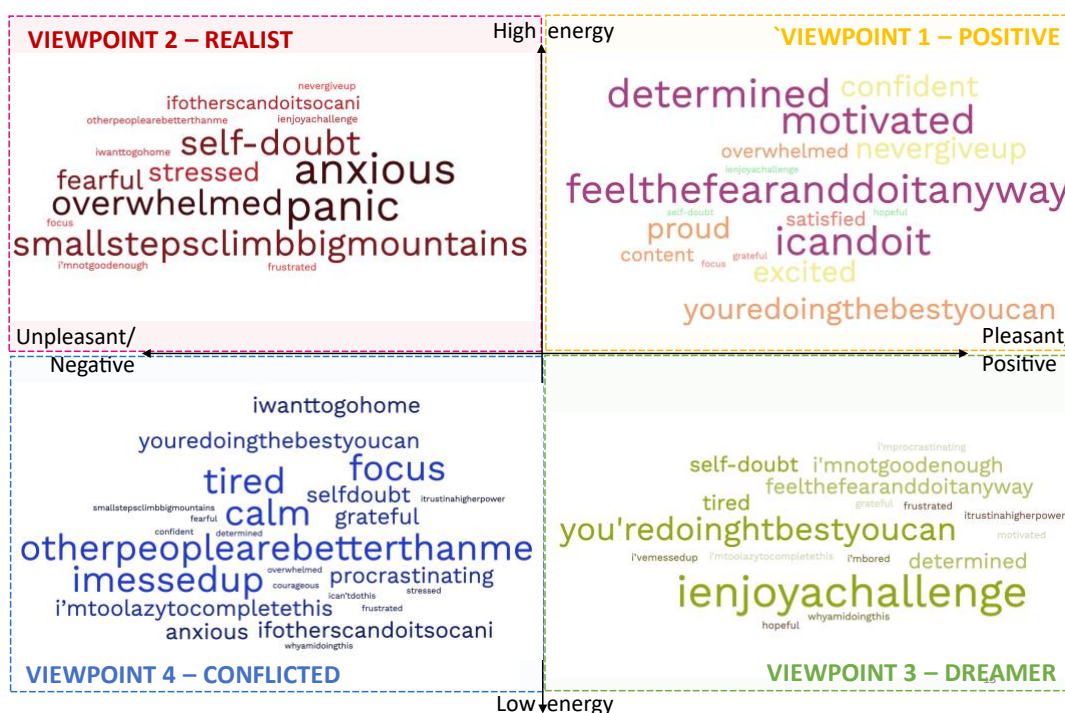 VIEWPOINT 2 – REALIST
High energy
`VIEWPOINT 1 – POSITIVE
nevergiveup
ifotherscandoitsocani
otherpeoplearebetterthanme ienjoyachallenge
self-doubt
iwanttogohome
anxious
fearful stressed
overwhelmed panic
focus
smallstepsclimbbigmountains
i'mnotgoodenough frustrated
determined confident
motivated
overwhelmed nevergiveup
ienjoyachallenge
feelthefearanddoitanyway
self-doubt satisfied hopeful
proud icandoit
content focus grateful
excited
youredoingthebestyoucan
Unpleasant/
Negative
Pleasant/
Positive
iwanttogohome
youredoingthebestyoucan
focus
tired
selfdoubt itrustinahigherpower
smallstepsclimbbigmountains
fearful calm grateful
confident determined
otherpeoplearebetterthanme
overwhelmed
imessedup procrastinating
courageous ican'tdothis stressed
i'mtoolazytocompletethis frustrated
anxious ifotherscandoitsocani
whyamidoingthis
VIEWPOINT 4 – CONFLICTED
i'mprocrastinating
self-doubt i'mnotgoodenough
feelthefearanddoitanyway
tired grateful frustrated
itrustinahigherpower
you'redoinghtbestyoucan motivated
i'vemessedup i'mtoolazytocompletethis i'mbored determined
ienjoyachallenge
whyamidoingthis
hopeful
VIEWPOINT 3 – DREAMER
Low energy